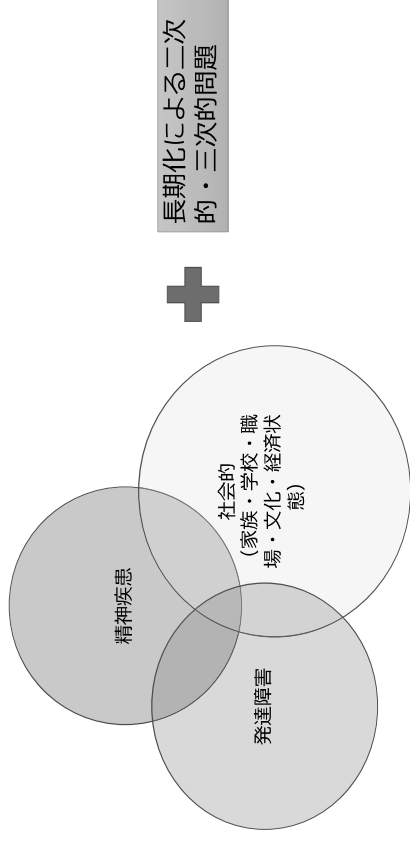 精神疾患
発達障害
社会的
（家族・学校・職
場・文化・経済状
態）
長期化による二次
的・三次的問題